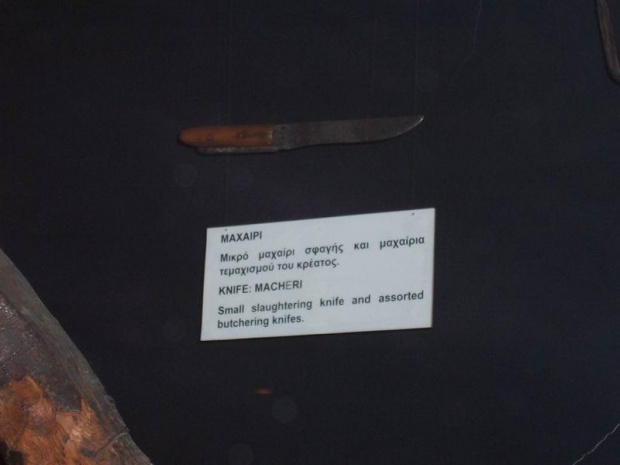 ΜΑΧΑΙΡΙ
Μικρό μαχαίρι σφαγής και μαχαίρια
τεμαχισμού του κρέατος.
KNIFE: MACHERI
Small slaughtering knife and assorted
butchering knifes.